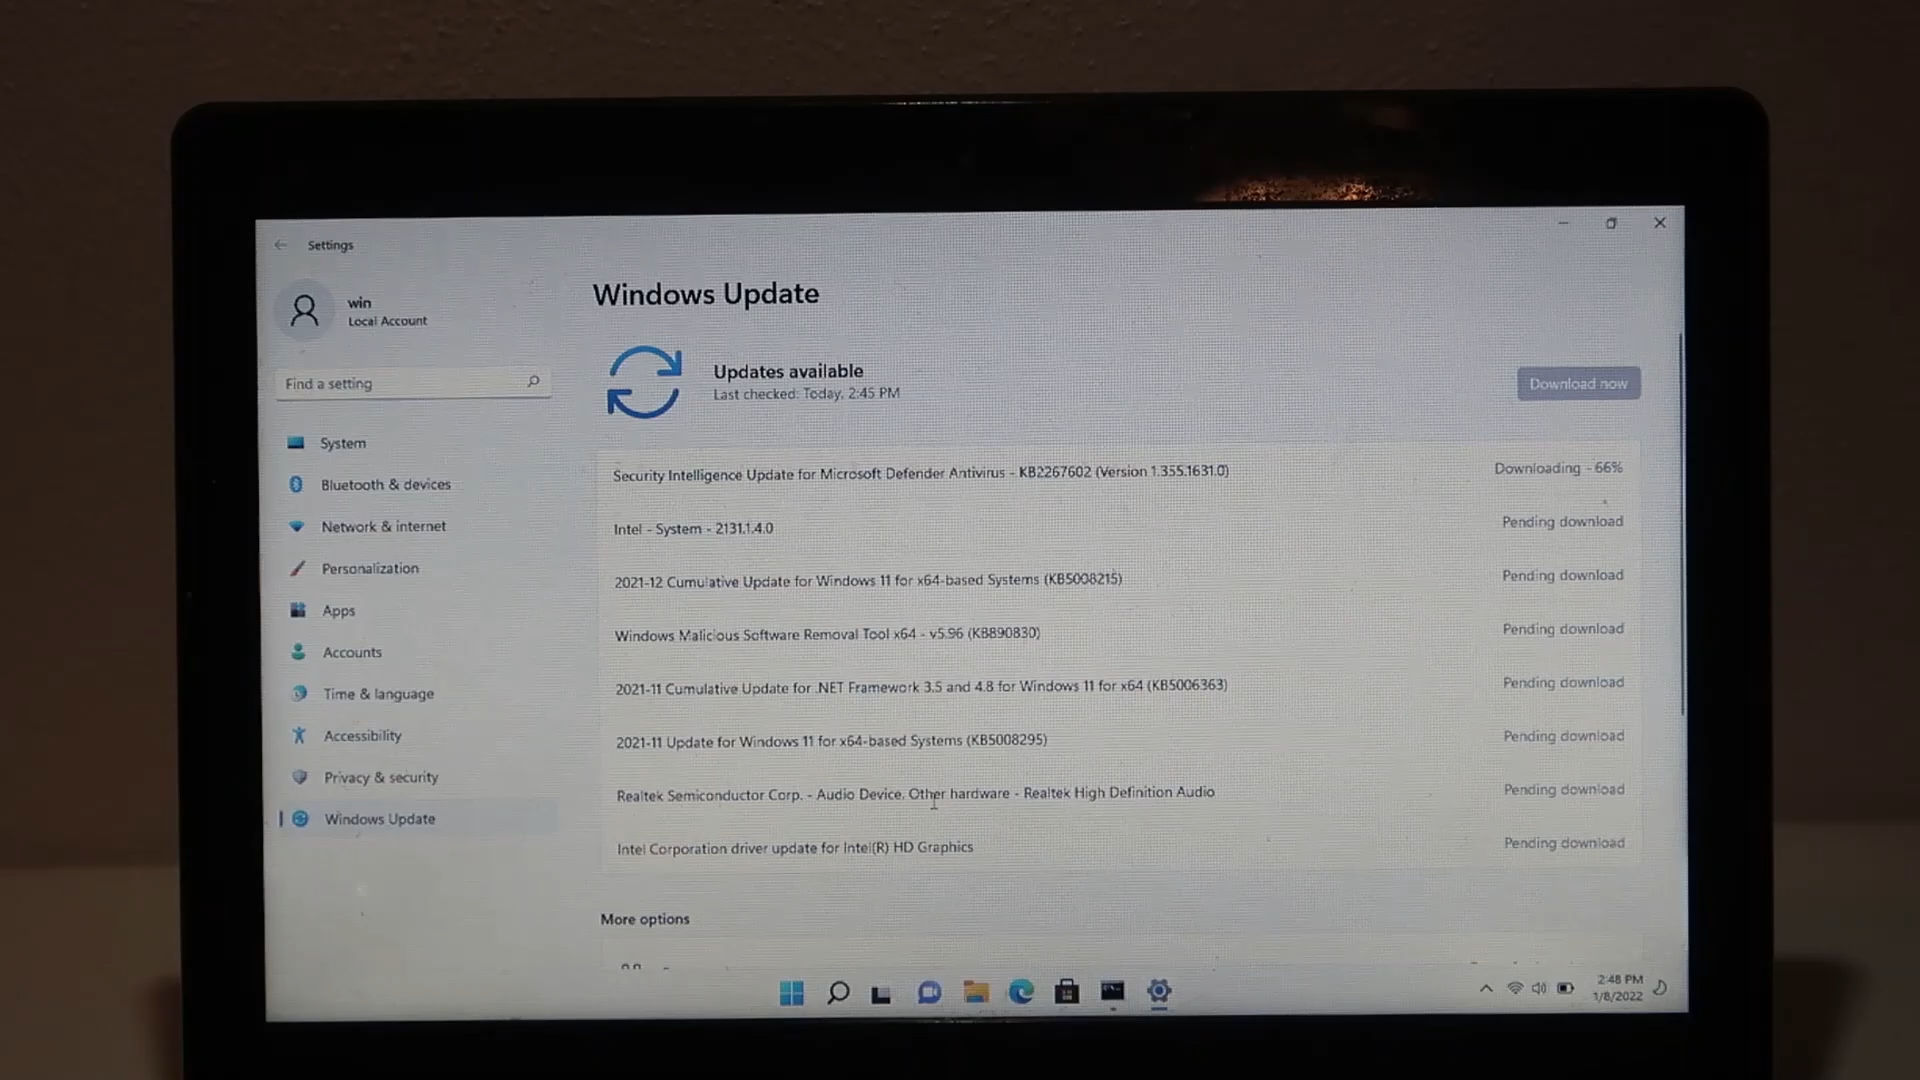 Settings
win
Local Account
Find a setting
System
Bluetooth & devices
Network & internet
Personalization
Apps
Accounts
Time & language
Accessibility
Privacy & security
Windows Update
Windows Update
Updates available
Last checked: Today, 2:45 PM
Download now
Security Intelligence Update for Microsoft Defender Antivirus - KB2267602 (Version 1.355.1631.0) Downloading - 66%
Intel - System - 2131.1.4.0 Pending download
2021-12 Cumulative Update for Windows 11 for x64-based Systems (KB5008215) Pending download
Windows Malicious Software Removal Tool x64 - v5.96 (KB890830) Pending download
2021-11 Cumulative Update for .NET Framework 3.5 and 4.8 for Windows 11 for x64 (KB5006363) Pending download
2021-11 Update for Windows 11 for x64-based Systems (KB5008295) Pending download
Realtek Semiconductor Corp. - Audio Device, Other hardware - Realtek High Definition Audio Pending download
Intel Corporation driver update for Intel(R) HD Graphics Pending download
More options
2:48 PM
1/8/2022